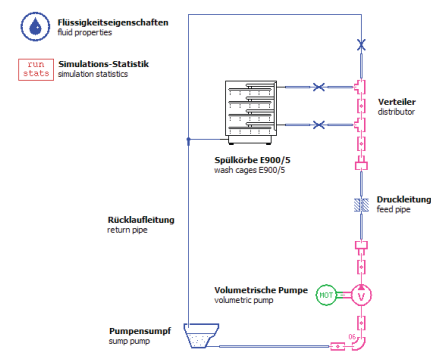 Flüssigkeitseigenschaften
fluid properties
run
stats
Simulations-Statistik
simulation statistics
Verteiler
distributor
Spülkörbe E900/5
wash cages E900/5
Druckleitung
feed pipe
Rücklaufleitung
return pipe
Volumetrische Pumpe
volumetric pump
MOT
V
Pumpensumpf
sump pump
06